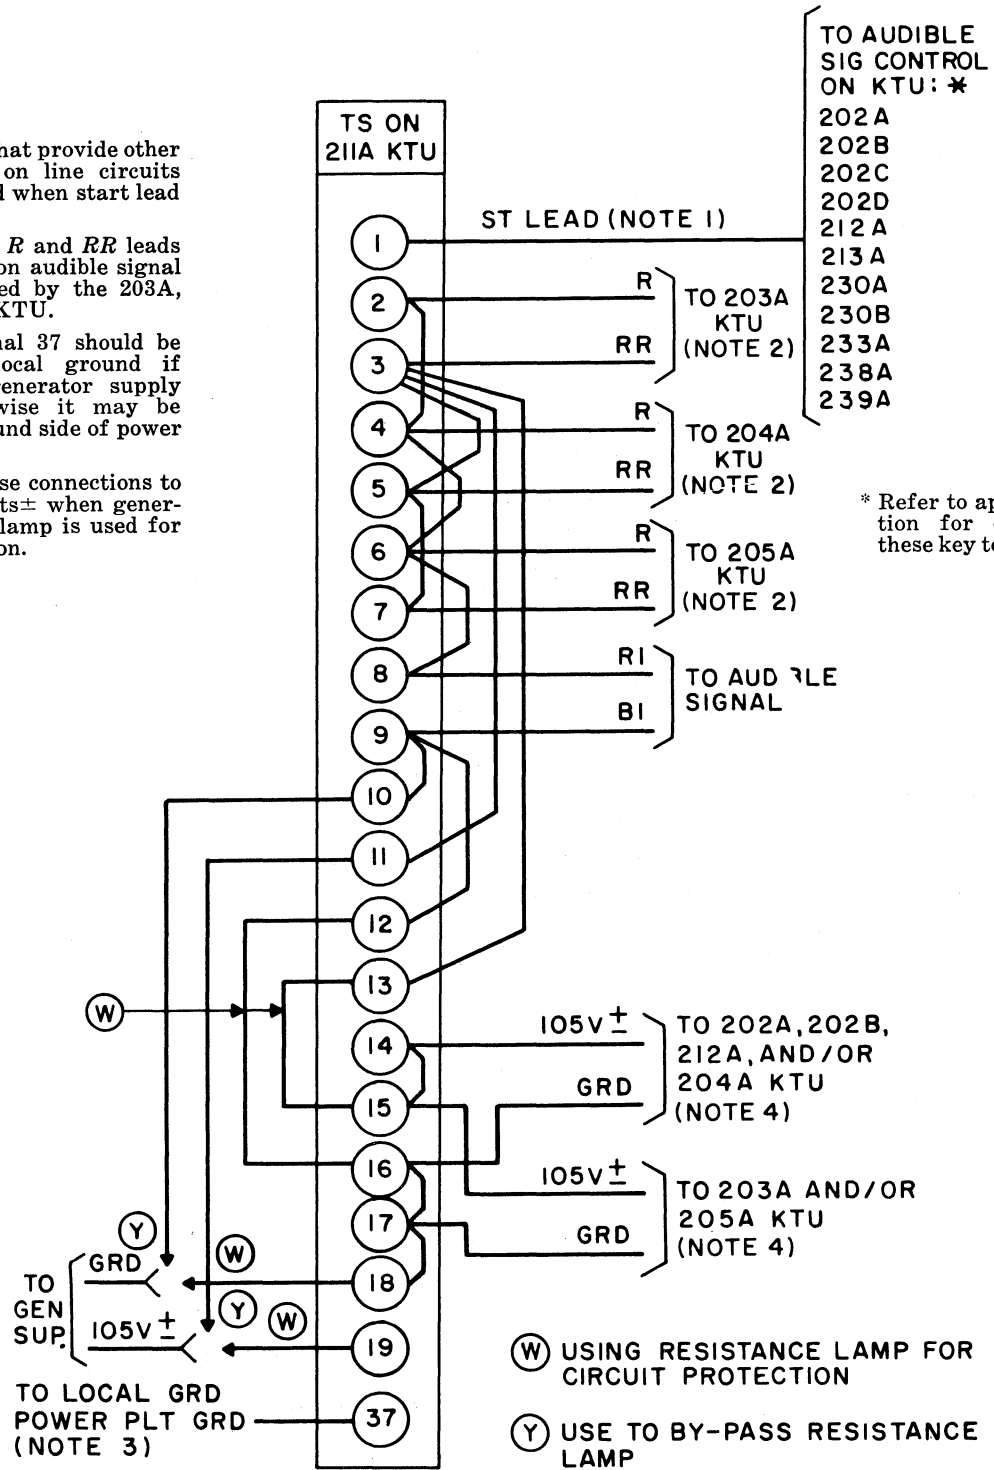 hat provide other
on line circuits
d when start lead
R and RR leads
on audible signal
ed by the 203A,
KTU.
nal 37 should be
ocal ground if
enerator supply
wise it may be
und side of power
se connections to
ts± when gener-
lamp is used for
on.
TS ON
211A KTU
1
2
3
4
5
6
7
8
9
10
11
12
13
14
15
16
17
18
19
37
ST LEAD (NOTE 1)
TO AUDIBLE
SIG CONTROL
ON KTU: *
202A
202B
202C
202D
212A
213A
230A
230B
233A
238A
239A
R
RR
TO 203A
KTU
(NOTE 2)
R
RR
TO 204A
KTU
(NOTE 2)
R
RR
TO 205A
KTU
(NOTE 2)
R1
B1
TO AUD LE
SIGNAL
* Refer to ap
tion for
these key t
W
105V±
GRD
TO 202A, 202B,
212A, AND/OR
204A KTU
(NOTE 4)
105V±
GRD
TO 203A AND/OR
205A KTU
(NOTE 4)
Y
W
Y
W
TO
GEN
SUP.
GRD
105V±
TO LOCAL GRD
POWER PLT GRD
(NOTE 3)
W USING RESISTANCE LAMP FOR
CIRCUIT PROTECTION
Y USE TO BY-PASS RESISTANCE
LAMP